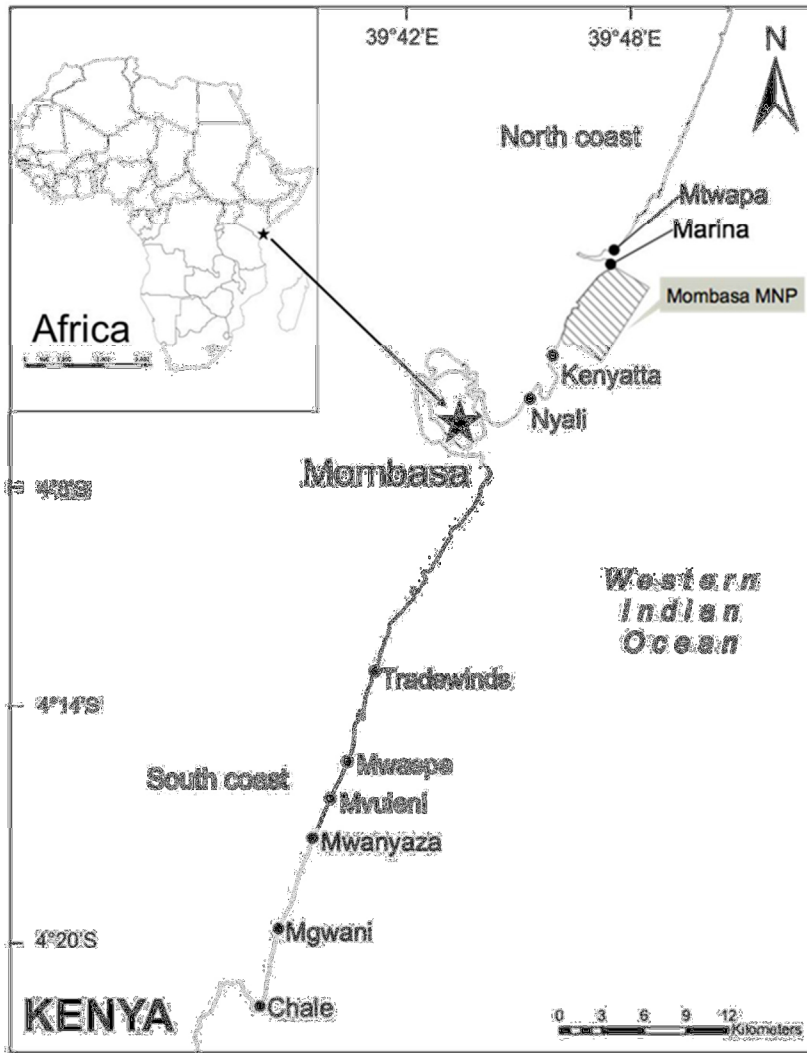 39°42'E
39°48'E
N
North coast
Mtwapa
Marina
Mombasa MNP
Africa
Kenyatta
Nyali
Mombasa
Western
Indian
Ocean
Tradewinds
4°14'S
South coast
Mwaepe
Mvuleni
Mwanyaza
Mgwani
4°20'S
Chale
KENYA
0 3 6 9 12
Kilometers